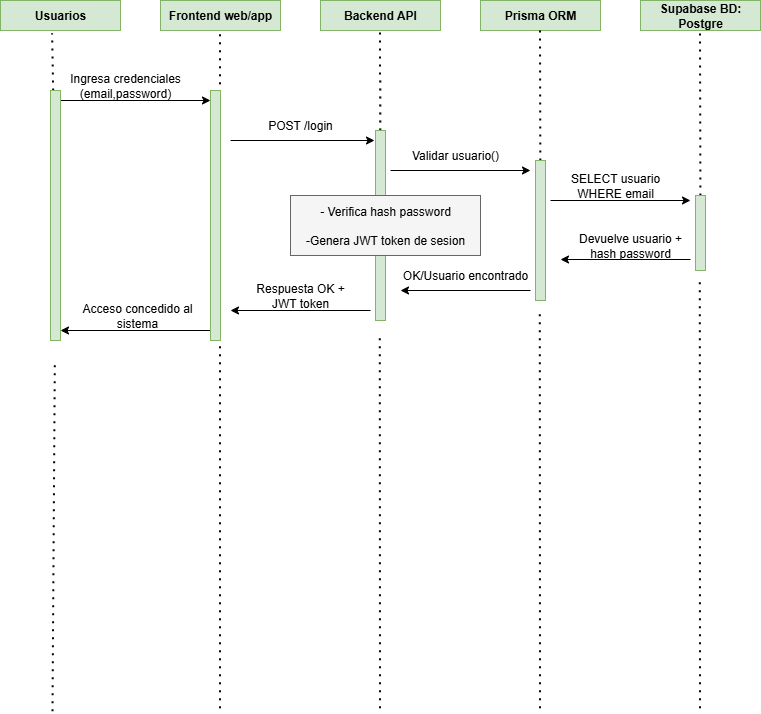 Usuarios
Frontend web/app
Backend API
Prisma ORM
Supabase BD:
Postgre
Ingresa credenciales
(email,password)
POST /login
Validar usuario()
SELECT usuario
WHERE email
- Verifica hash password
-Genera JWT token de sesion
Devuelve usuario +
hash password
OK/Usuario encontrado
Respuesta OK +
JWT token
Acceso concedido al
sistema